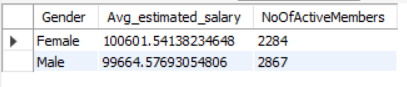 Gender Avg_estimated_salary NoOfActiveMembers
Female 100601.54138234648 2284
Male 99664.57693054806 2867